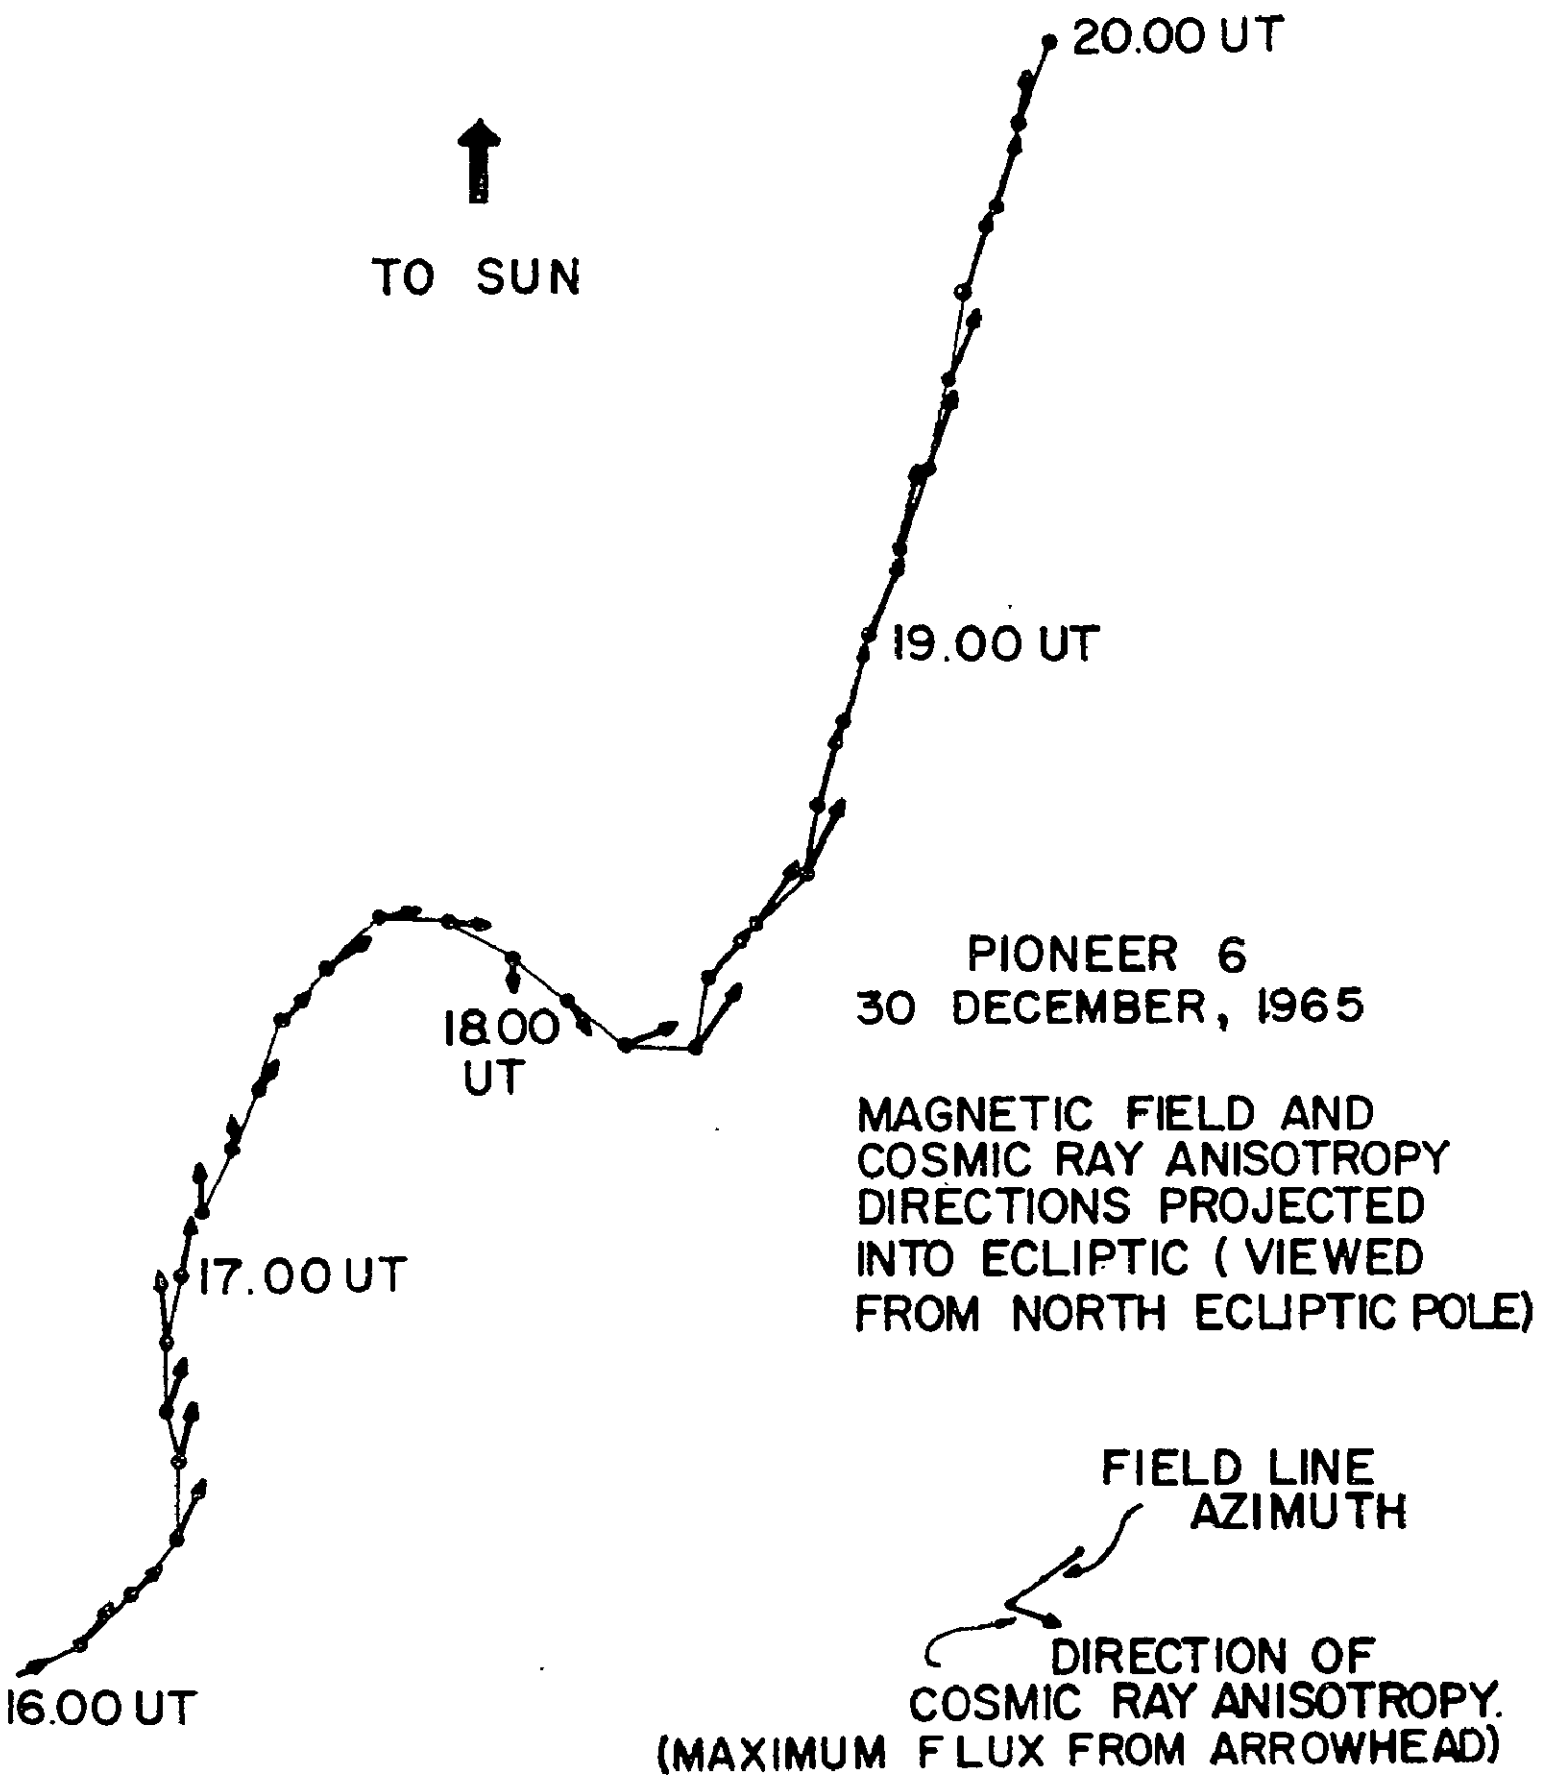 20.00 UT
TO SUN
19.00 UT
PIONEER 6
30 DECEMBER, 1965
18.00
UT
MAGNETIC FIELD AND
COSMIC RAY ANISOTROPY
DIRECTIONS PROJECTED
INTO ECLIPTIC (VIEWED
FROM NORTH ECLIPTIC POLE)
17.00 UT
FIELD LINE
AZIMUTH
DIRECTION OF
COSMIC RAY ANISOTROPY.
(MAXIMUM FLUX FROM ARROWHEAD)
16.00 UT